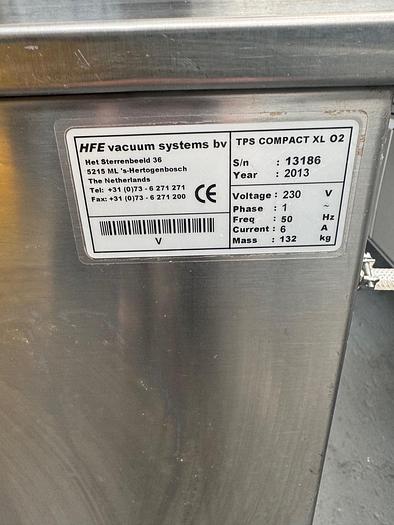 HFE vacuum systems bv
Het Sterrenbeeld 36
5215 ML 's-Hertogenbosch
The Netherlands
Tel: +31 (0)73 - 6 271 271
Fax: +31 (0)73 - 6 271 200
CE
V
TPS COMPACT XL O2
S/n : 13186
Year : 2013
Voltage : 230 V
Phase : 1 ~
Freq : 50 Hz
Current : 6 A
Mass : 132 kg